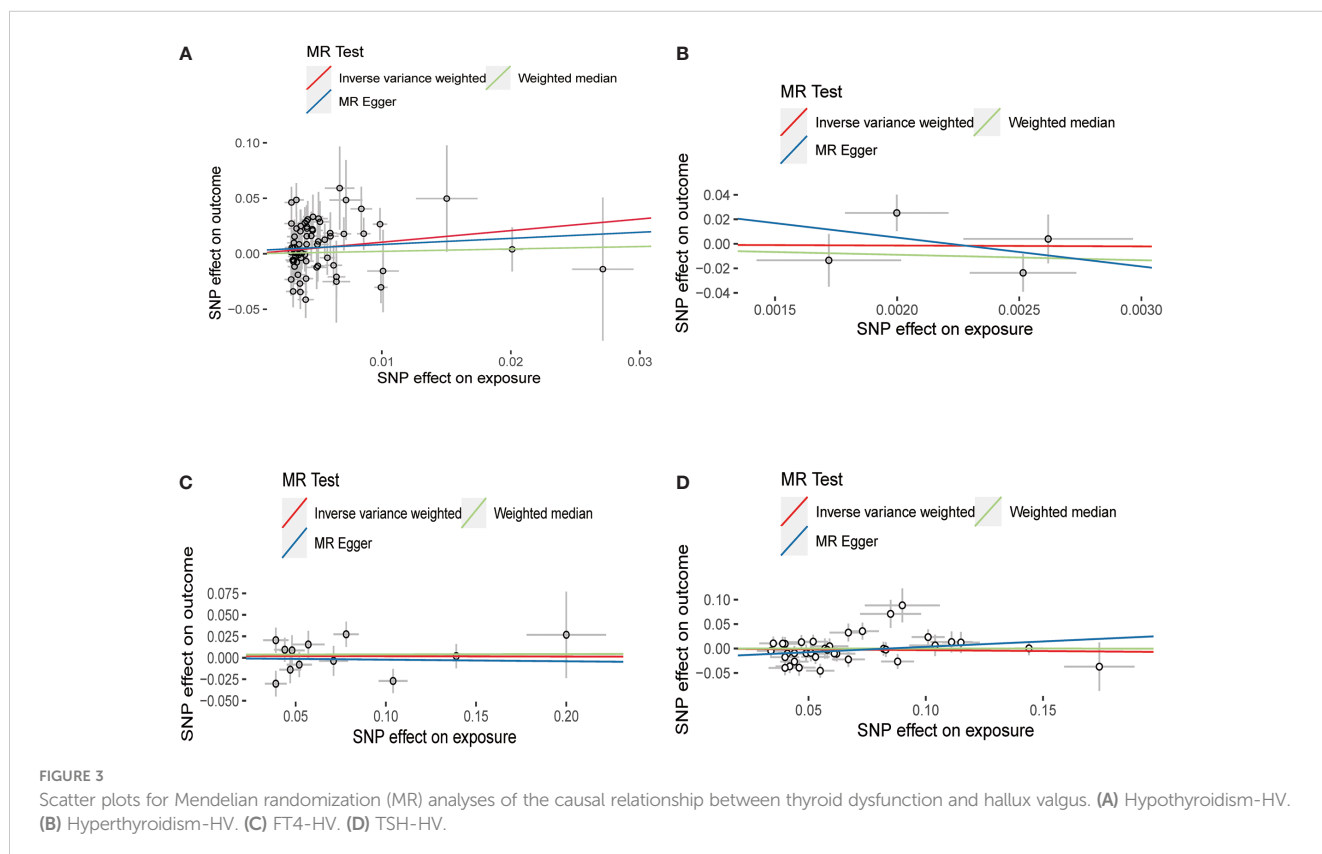 A
MR Test
Inverse variance weighted
Weighted median
MR Egger
SNP effect on outcome
0.10
0.05
0.00
−0.05
0.01
0.02
0.03
SNP effect on exposure
B
MR Test
Inverse variance weighted
Weighted median
MR Egger
SNP effect on outcome
0.04
0.02
0.00
−0.02
−0.04
0.0015
0.0020
0.0025
0.0030
SNP effect on exposure
C
MR Test
Inverse variance weighted
Weighted median
MR Egger
SNP effect on outcome
0.075
0.050
0.025
0.000
−0.025
−0.050
0.05
0.10
0.15
0.20
SNP effect on exposure
D
MR Test
Inverse variance weighted
Weighted median
MR Egger
SNP effect on outcome
0.10
0.05
0.00
−0.05
0.05
0.10
0.15
SNP effect on exposure
FIGURE 3
Scatter plots for Mendelian randomization (MR) analyses of the causal relationship between thyroid dysfunction and hallux valgus. (A) Hypothyroidism-HV.
(B) Hyperthyroidism-HV. (C) FT4-HV. (D) TSH-HV.